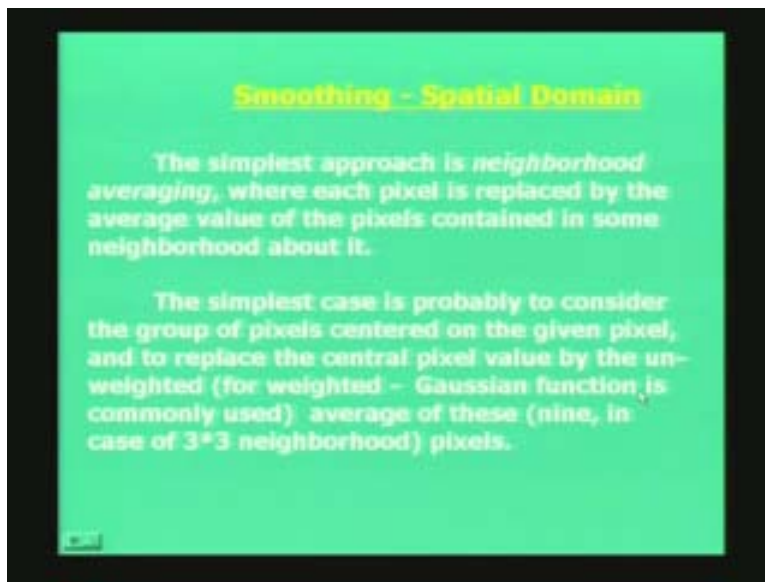 Smoothing - Spatial Domain
The simplest approach is neighborhood
averaging, where each pixel is replaced by the
average value of the pixels contained in some
neighborhood about it.
The simplest case is probably to consider
the group of pixels centered on the given pixel,
and to replace the central pixel value by the un-
weighted (for weighted – Gaussian function is
commonly used) average of these (nine, in
case of 3*3 neighborhood) pixels.